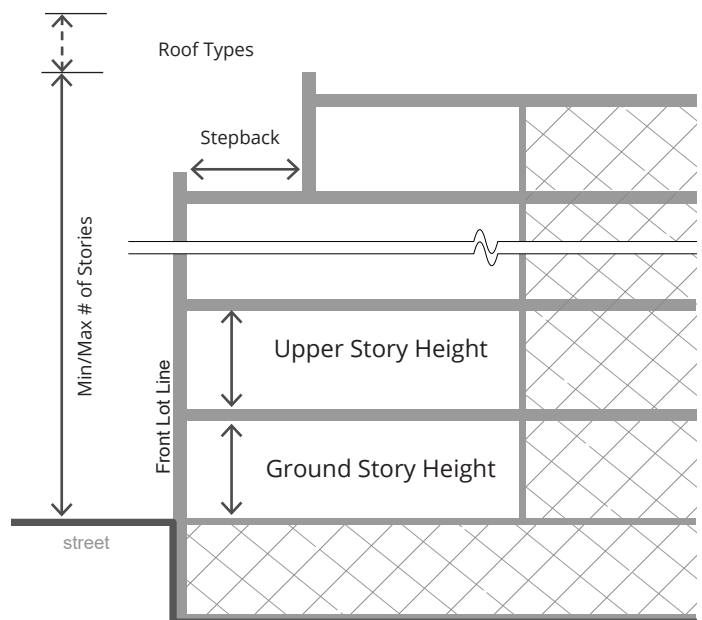 Roof Types
Stepback
Min/Max # of Stories
Upper Story Height
Front Lot Line
Ground Story Height
street